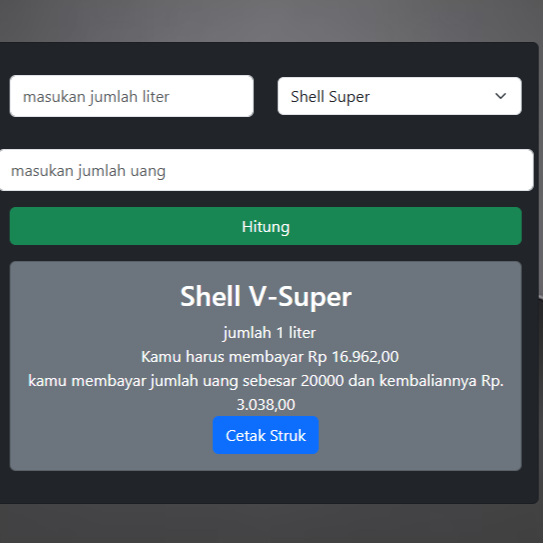 masukan jumlah liter
Shell Super
masukan jumlah uang
Hitung
Shell V-Super
jumlah 1 liter
Kamu harus membayar Rp 16.962,00
kamu membayar jumlah uang sebesar 20000 dan kembaliannya Rp.
3.038,00
Cetak Struk